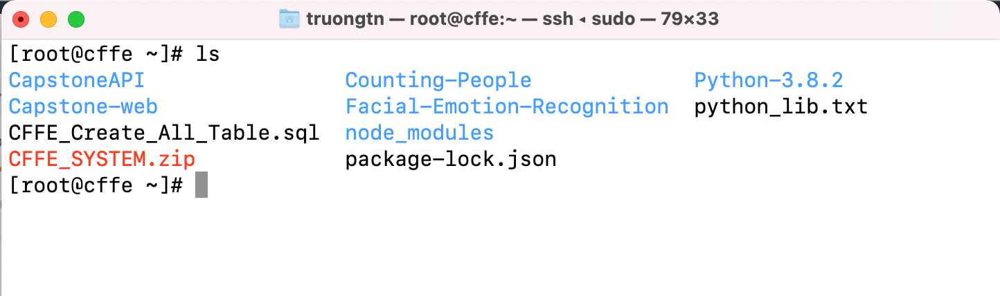 truongtn — root@cffe:~ — ssh ◂ sudo — 79×33
[root@cffe ~]# ls
CapstoneAPI Counting-People Python-3.8.2
Capstone-web Facial-Emotion-Recognition python_lib.txt
CFFE_Create_All_Table.sql node_modules
CFFE_SYSTEM.zip package-lock.json
[root@cffe ~]#